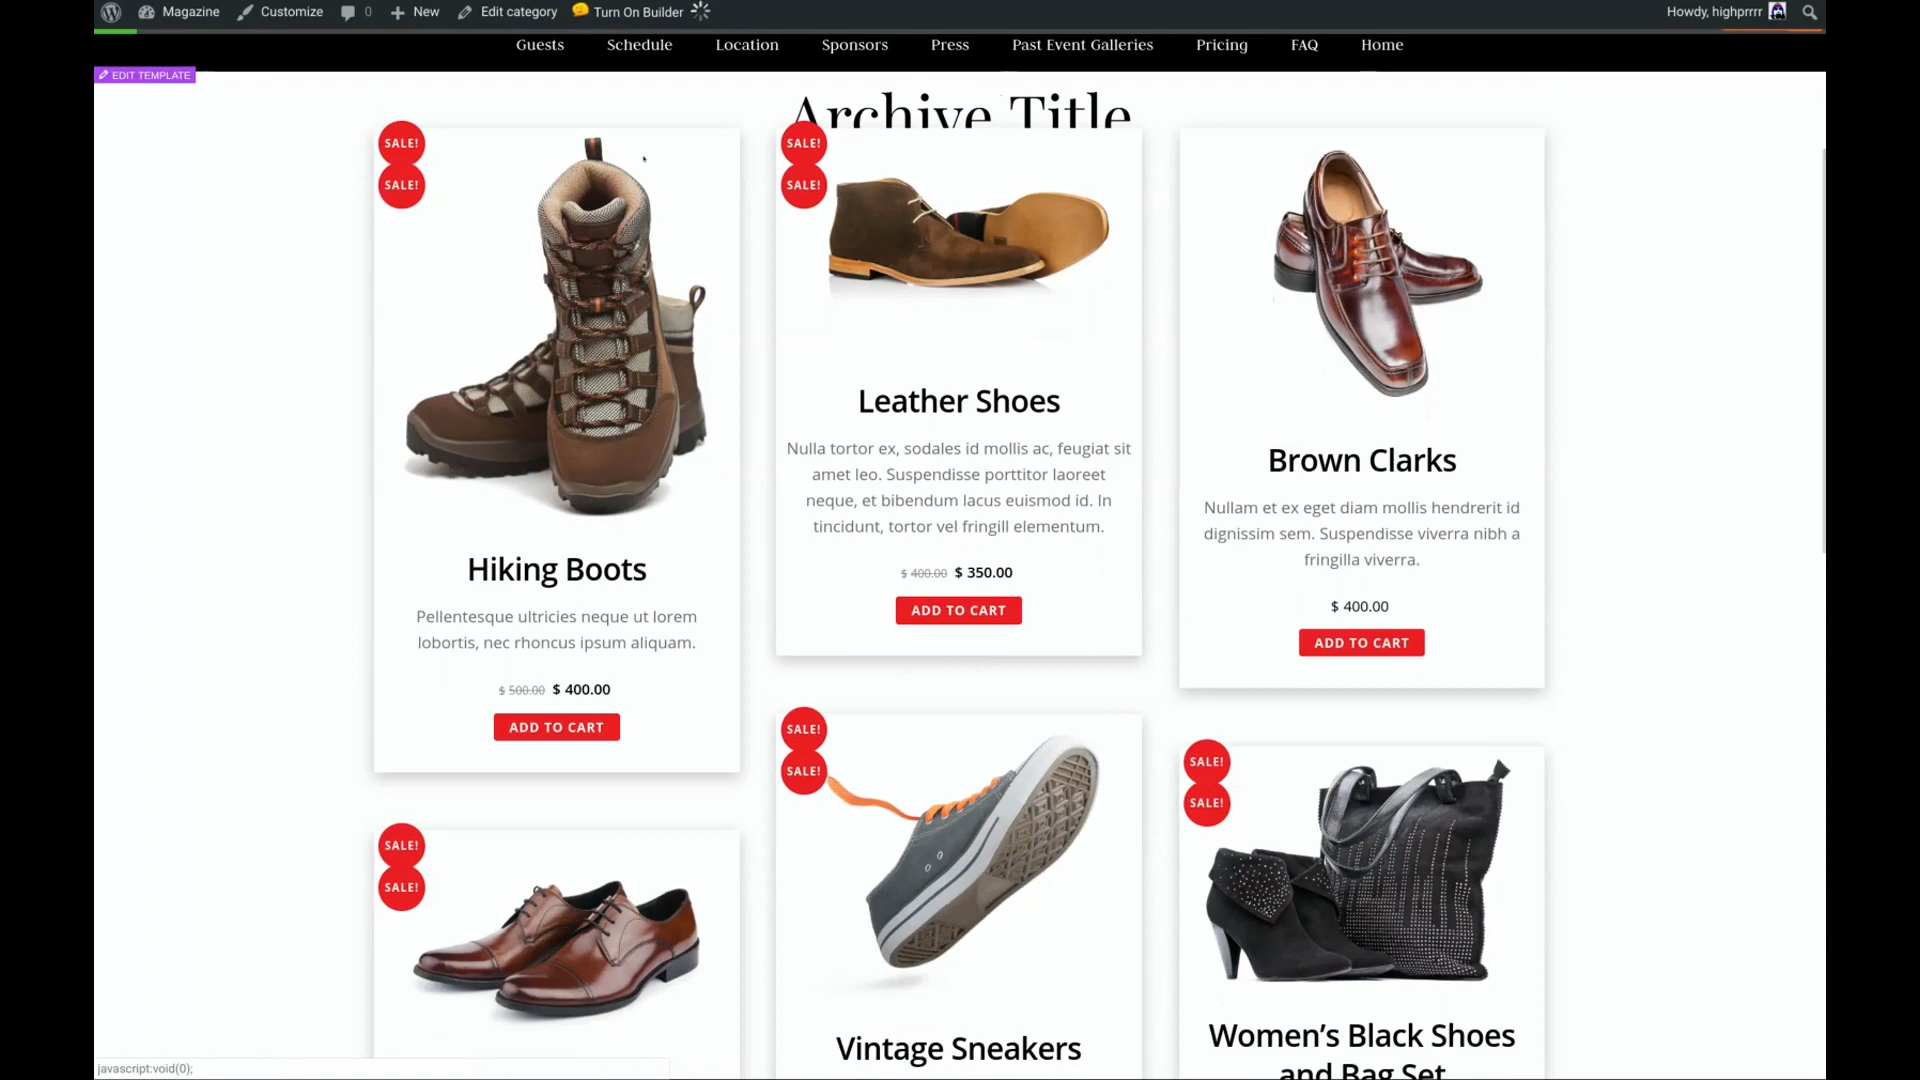 Magazine Customize 0 New Edit category Turn On Builder Howdy, highprrrr
Guests Schedule Location Sponsors Press Past Event Galleries Pricing FAQ Home
EDIT TEMPLATE
Archive Title
SALE!
SALE!
Hiking Boots
Pellentesque ultricies neque ut lorem
lobortis, nec rhoncus ipsum aliquam.
$ 500.00 $ 400.00
ADD TO CART
SALE!
SALE!
Leather Shoes
Nulla tortor ex, sodales id mollis ac, feugiat sit
amet leo. Suspendisse porttitor laoreet
neque, et bibendum lacus euismod id. In
tincidunt, tortor vel fringill elementum.
$ 400.00 $ 350.00
ADD TO CART
Brown Clarks
Nullam et ex eget diam mollis hendrerit id
dignissim sem. Suspendisse viverra nibh a
fringilla viverra.
$ 400.00
ADD TO CART
SALE!
SALE!
SALE!
SALE!
Vintage Sneakers
SALE!
SALE!
Women’s Black Shoes
and Bag Set
javascript:void(0);